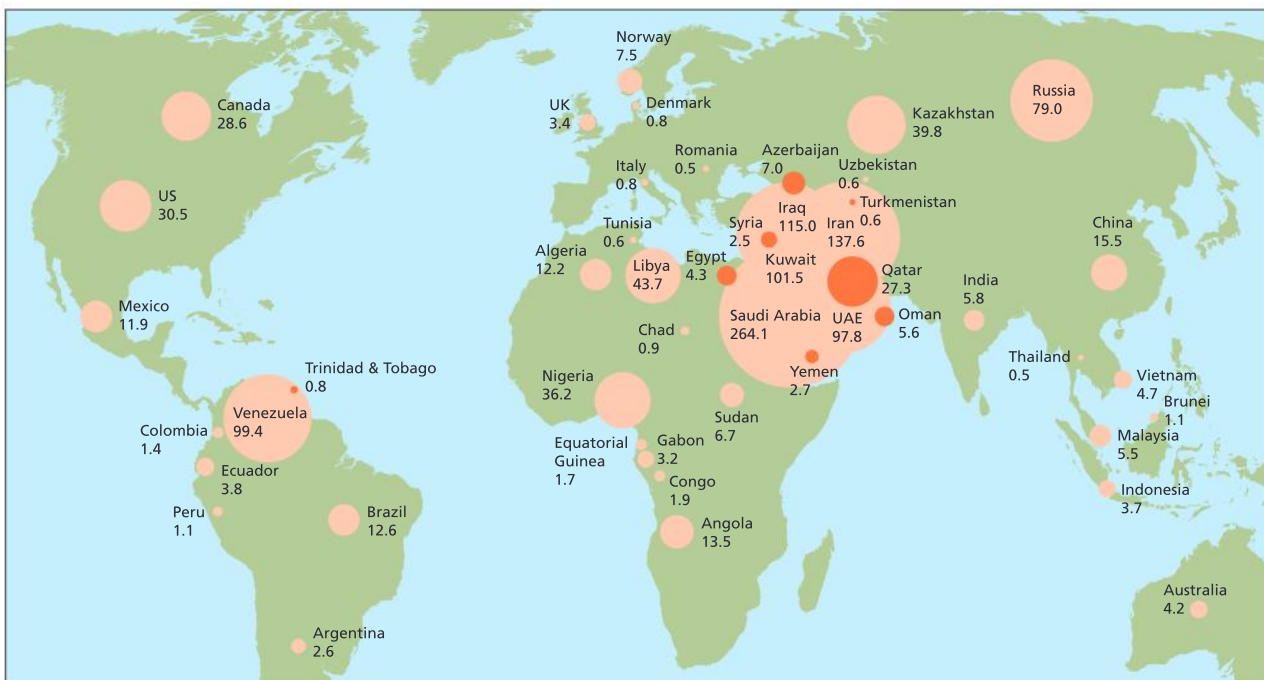 Norway
7.5
Canada
28.6
UK
3.4
Denmark
0.8
Kazakhstan
39.8
Russia
79.0
US
30.5
Italy
0.8
Romania
0.5
Azerbaijan
7.0
Uzbekistan
0.6
Turkmenistan
0.6
Iraq
115.0
Iran
137.6
Syria
2.5
Tunisia
0.6
Algeria
12.2
Libya
43.7
Egypt
4.3
Kuwait
101.5
Qatar
27.3
China
15.5
India
5.8
Mexico
11.9
Chad
0.9
Saudi Arabia
264.1
UAE
97.8
Oman
5.6
Yemen
2.7
Thailand
0.5
Vietnam
4.7
Brunei
1.1
Malaysia
5.5
Indonesia
3.7
Trinidad & Tobago
0.8
Venezuela
99.4
Colombia
1.4
Ecuador
3.8
Peru
1.1
Brazil
12.6
Nigeria
36.2
Sudan
6.7
Equatorial
Guinea
1.7
Gabon
3.2
Congo
1.9
Angola
13.5
Argentina
2.6
Australia
4.2